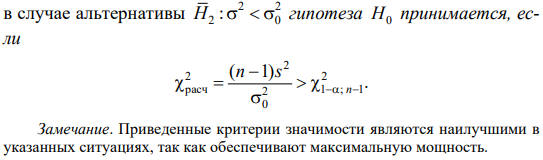 в случае альтернативы H̅₂ : σ² < σ₀² гипотеза H₀ принимается, ес-
ли
χ²расч = (n − 1)s² / σ₀² > χ²₁₋α; n−1.
Замечание. Приведенные критерии значимости являются наилучшими в
указанных ситуациях, так как обеспечивают максимальную мощность.